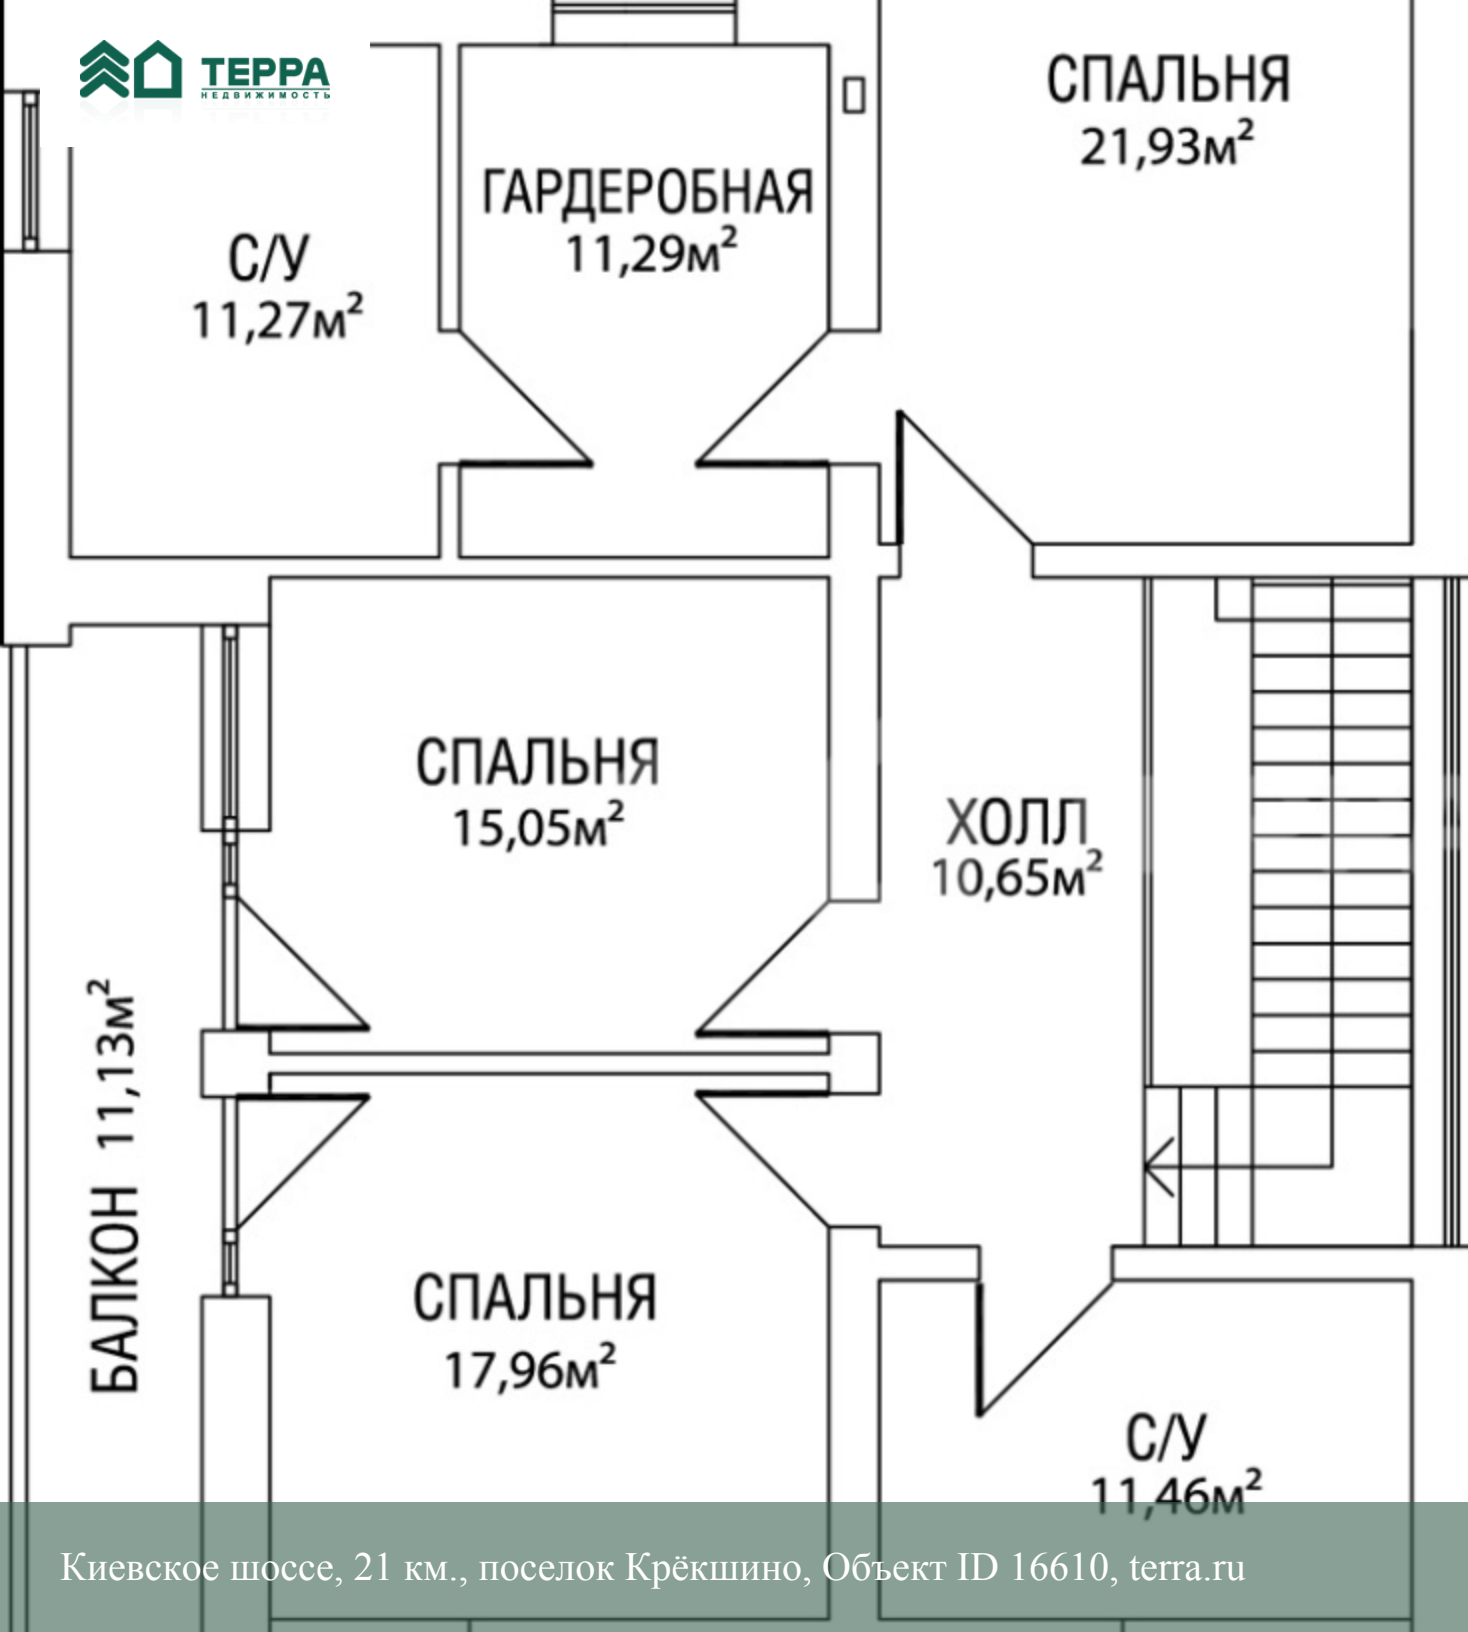 ТЕРРА
НЕДВИЖИМОСТЬ
СПАЛЬНЯ
21,93м²
ГАРДЕРОБНАЯ
11,29м²
С/У
11,27м²
СПАЛЬНЯ
15,05м²
ХОЛЛ
10,65м²
БАЛКОН 11,13м²
СПАЛЬНЯ
17,96м²
С/У
11,46м²
Киевское шоссе, 21 км., поселок Крёкшино, Объект ID 16610, terra.ru